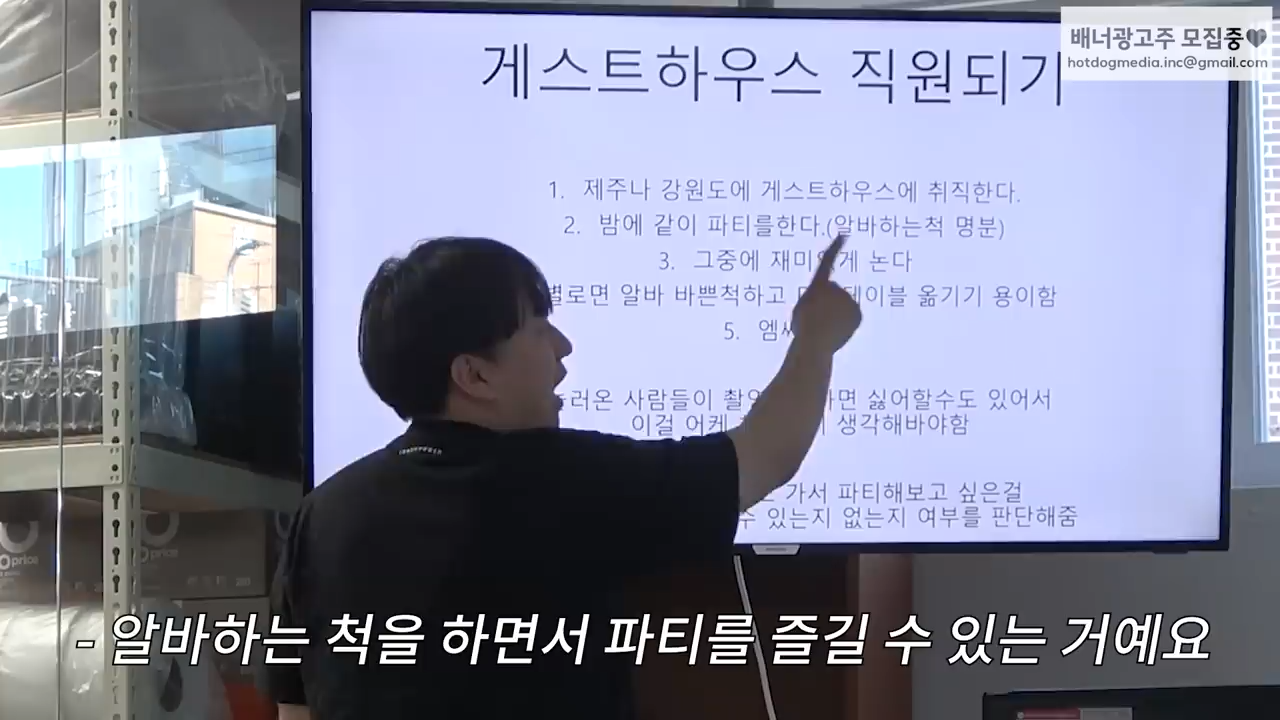 배너광고주 모집중🖤
hotdogmedia.inc@gmail.com
게스트하우스 직원되기
1. 제주나 강원도에 게스트하우스에 취직한다.
2. 밤에 같이 파티를한다.(알바하는척 명분)
3. 그중에 재미 게 논다
별로면 알바 바쁜척하고 테이블 옮기기 용이함
5. 엠
러온 사람들이 하면 싫어할수도 있어서
이걸 어케 생각해바야함
가서 파티해보고 싶은걸
수 있는지 없는지 여부를 판단해줌
price
price
- 알바하는 척을 하면서 파티를 즐길 수 있는 거예요